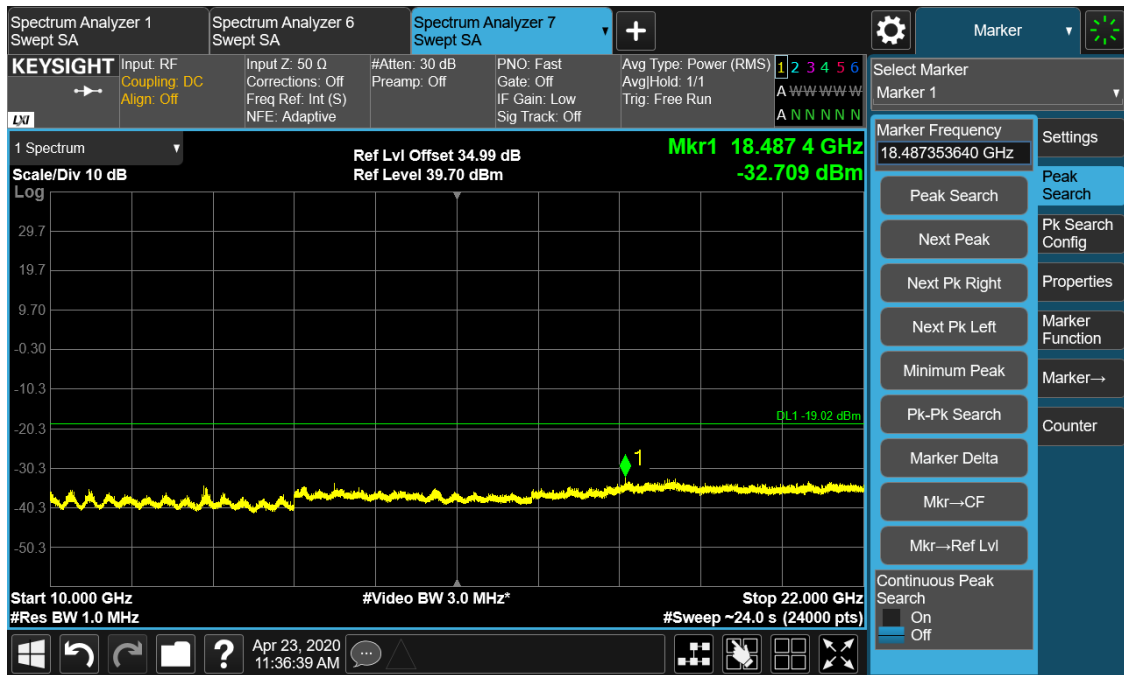 Spectrum Analyzer 1
Swept SA
Spectrum Analyzer 6
Swept SA
Spectrum Analyzer 7
Swept SA
Marker
KEYSIGHT
LXI
Input: RF
Coupling: DC
Align: Off
Input Z: 50 Ω
Corrections: Off
Freq Ref: Int (S)
NFE: Adaptive
#Atten: 30 dB
Preamp: Off
PNO: Fast
Gate: Off
IF Gain: Low
Sig Track: Off
Avg Type: Power (RMS)
Avg|Hold: 1/1
Trig: Free Run
1 2 3 4 5 6
A W W W W W
A N N N N N
Select Marker
Marker 1
1 Spectrum
Scale/Div 10 dB
Ref Lvl Offset 34.99 dB
Ref Level 39.70 dBm
Mkr1 18.487 4 GHz
-32.709 dBm
Log
29.7
19.7
9.70
-0.30
-10.3
-20.3
-30.3
-40.3
-50.3
DL1 -19.02 dBm
1
Start 10.000 GHz
#Res BW 1.0 MHz
#Video BW 3.0 MHz*
Stop 22.000 GHz
#Sweep ~24.0 s (24000 pts)
Marker Frequency
18.487353640 GHz
Peak Search
Next Peak
Next Pk Right
Next Pk Left
Minimum Peak
Pk-Pk Search
Marker Delta
Mkr→CF
Mkr→Ref Lvl
Continuous Peak
Search
On
Off
Settings
Peak
Search
Pk Search
Config
Properties
Marker
Function
Marker→
Counter
?
Apr 23, 2020
11:36:39 AM